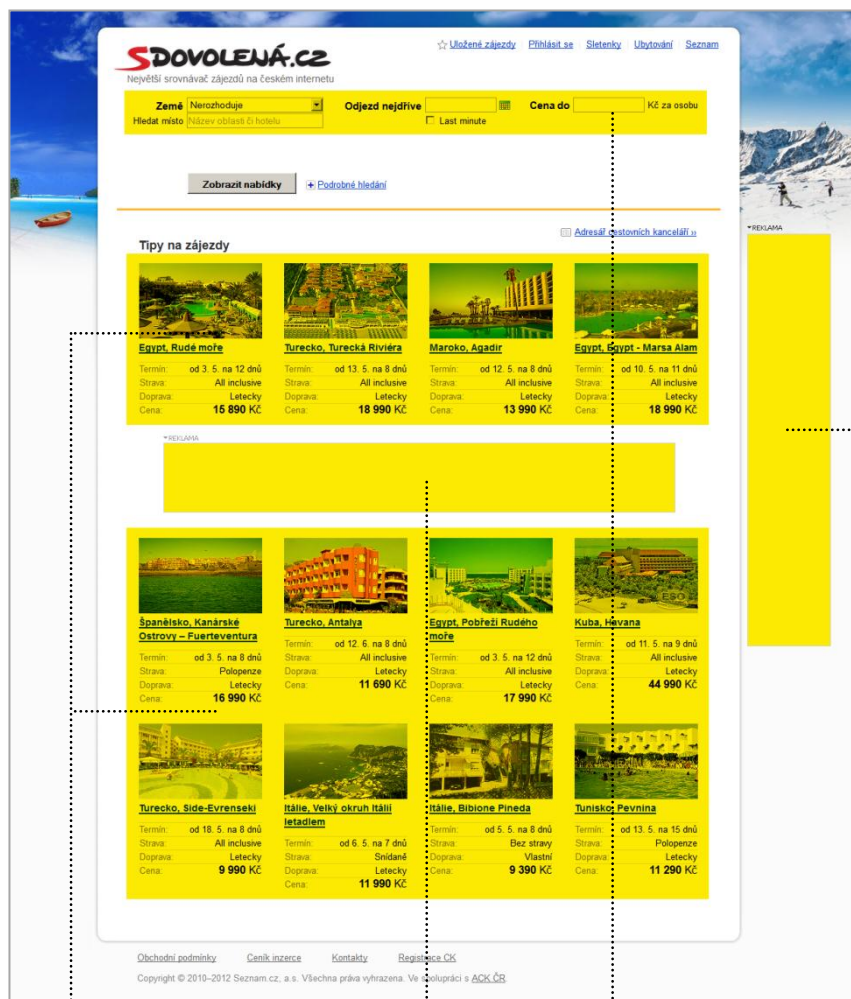 Uložené zájezdy Přihlásit se Sletenky Ubytování Seznam
SDOVOLENÁ.CZ
Největší srovnávač zájezdů na českém internetu
Země Nerozhoduje Odjezd nejdříve Cena do Kč za osobu
Hledat místo Název oblasti či hotelu Last minute
Zobrazit nabídky Podrobné hledání
Adresář cestovních kanceláří »
REKLAMA
Tipy na zájezdy
Egypt, Rudé moře
Termín: od 3. 5. na 12 dnů
Strava: All inclusive
Doprava: Letecky
Cena: 15 890 Kč
Turecko, Turecká Riviéra
Termín: od 13. 5. na 8 dnů
Strava: All inclusive
Doprava: Letecky
Cena: 18 990 Kč
Maroko, Agadir
Termín: od 12. 5. na 8 dnů
Strava: All inclusive
Doprava: Letecky
Cena: 13 990 Kč
Egypt, Egypt - Marsa Alam
Termín: od 10. 5. na 11 dnů
Strava: All inclusive
Doprava: Letecky
Cena: 18 990 Kč
REKLAMA
Španělsko, Kanárské
Ostrovy – Fuerteventura
Termín: od 3. 5. na 8 dnů
Strava: Polopenze
Doprava: Letecky
Cena: 16 990 Kč
Turecko, Antalya
Termín: od 12. 6. na 8 dnů
Strava: All inclusive
Doprava: Letecky
Cena: 11 690 Kč
Egypt, Pobřeží Rudého
moře
Termín: od 3. 5. na 12 dnů
Strava: All inclusive
Doprava: Letecky
Cena: 17 990 Kč
Kuba, Havana
Termín: od 11. 5. na 9 dnů
Strava: All inclusive
Doprava: Letecky
Cena: 44 990 Kč
Turecko, Side-Evrenseki
Termín: od 18. 5. na 8 dnů
Strava: All inclusive
Doprava: Letecky
Cena: 9 990 Kč
Itálie, Velký okruh Itálií
letadlem
Termín: od 6. 5. na 7 dnů
Strava: Snídaně
Doprava: Letecky
Cena: 11 990 Kč
Itálie, Bibione Pineda
Termín: od 5. 5. na 8 dnů
Strava: Bez stravy
Doprava: Vlastní
Cena: 9 390 Kč
Tunisko, Pevnina
Termín: od 13. 5. na 15 dnů
Strava: Polopenze
Doprava: Letecky
Cena: 11 290 Kč
Obchodní podmínky Ceník inzerce Kontakty Registrace CK
Copyright © 2010–2012 Seznam.cz, a.s. Všechna práva vyhrazena. Ve spolupráci s ACK ČR.